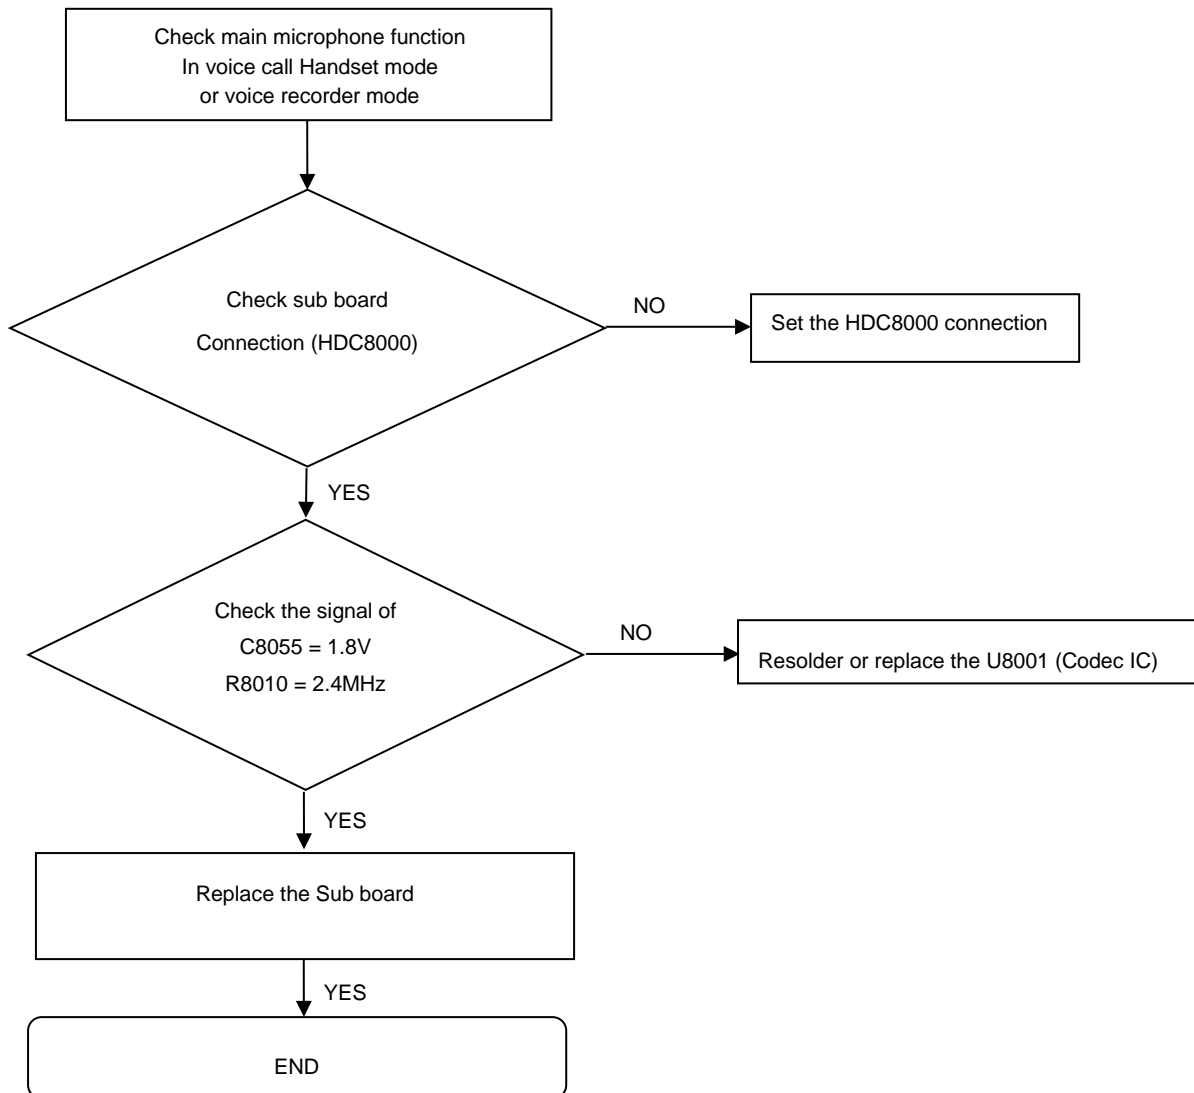 Check main microphone function
In voice call Handset mode
or voice recorder mode
Check sub board
Connection (HDC8000)
NO
Set the HDC8000 connection
YES
Check the signal of
C8055 = 1.8V
R8010 = 2.4MHz
NO
Resolder or replace the U8001 (Codec IC)
YES
Replace the Sub board
YES
END